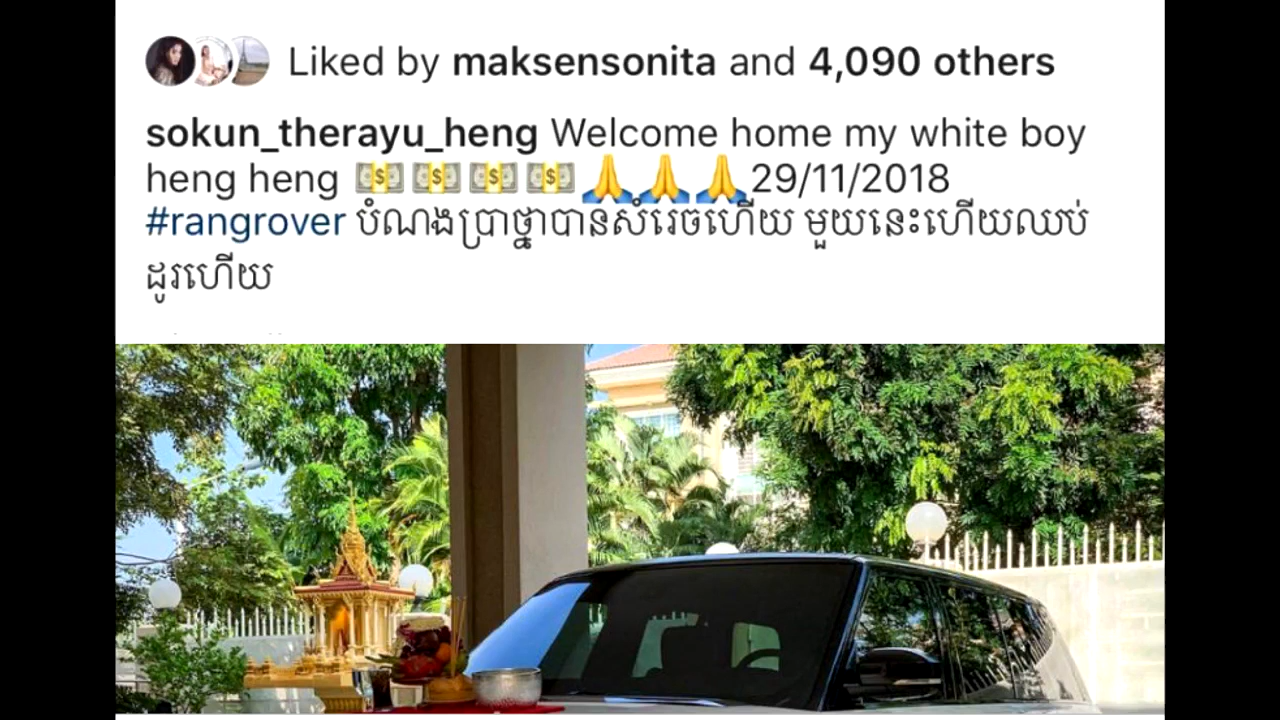 Liked by maksensonita and 4,090 others
sokun_therayu_heng Welcome home my white boy
heng heng 💵💵💵💵🙏🙏🙏29/11/2018
#rangrover បំណងប្រាថ្នាបានសំរេចហើយ មួយនេះហើយឈប់
ដូរហើយ